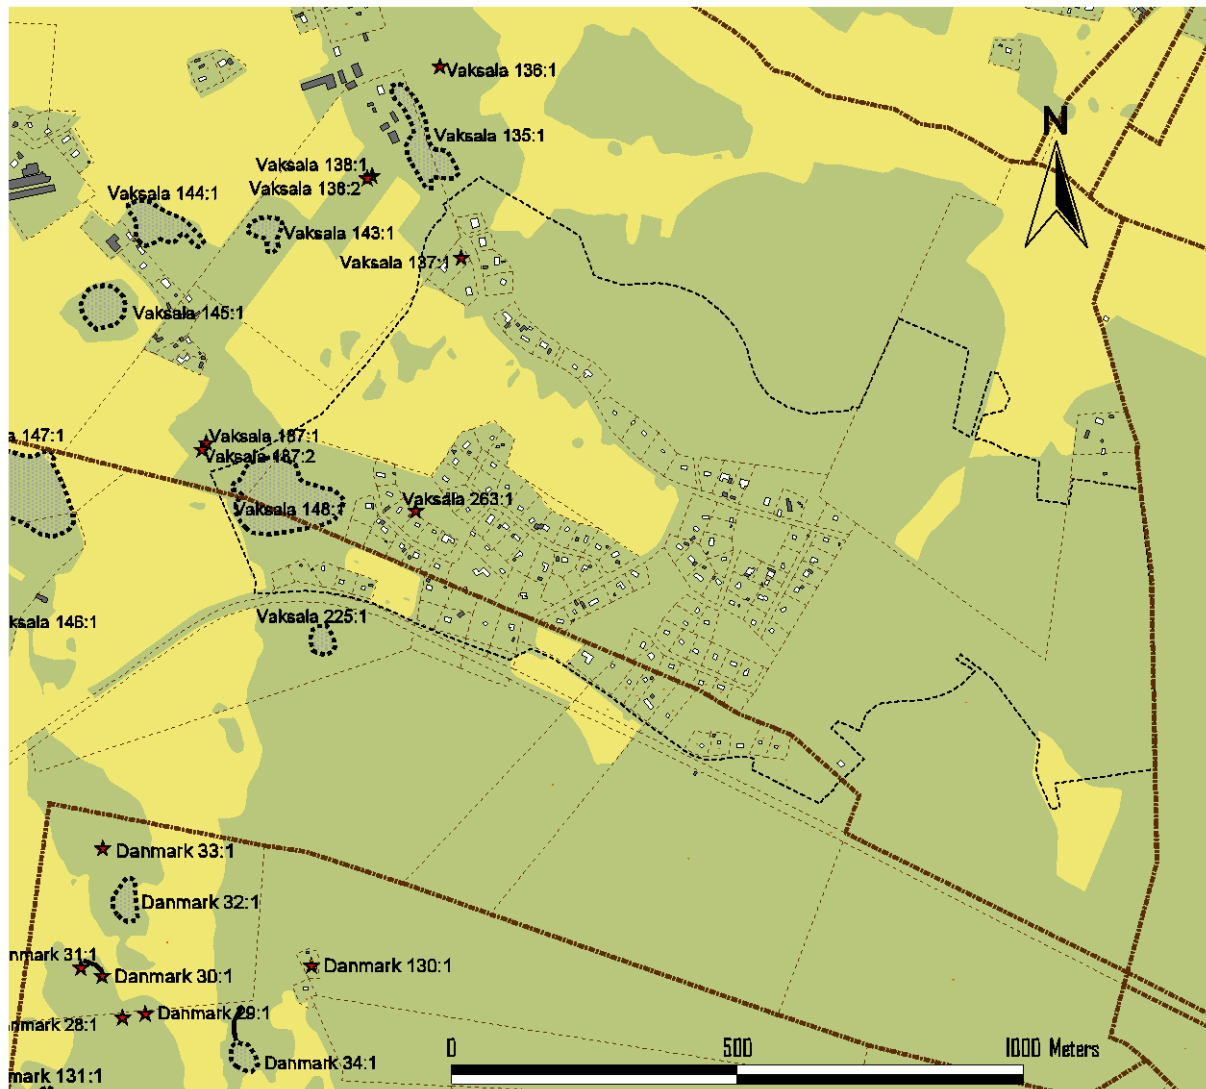 Vaksala 136:1
N
Vaksala 135:1
Vaksala 138:1
Vaksala 138:2
Vaksala 144:1
Vaksala 143:1
Vaksala 137:1
Vaksala 145:1
a 147:1
Vaksala 187:1
Vaksala 187:2
Vaksala 263:1
Vaksala 148:1
Vaksala 225:1
aksala 146:1
Danmark 33:1
Danmark 32:1
nmark 31:1
Danmark 30:1
Danmark 130:1
Danmark 29:1
nmark 28:1
0 500 1000 Meters
Danmark 34:1
mark 131:1